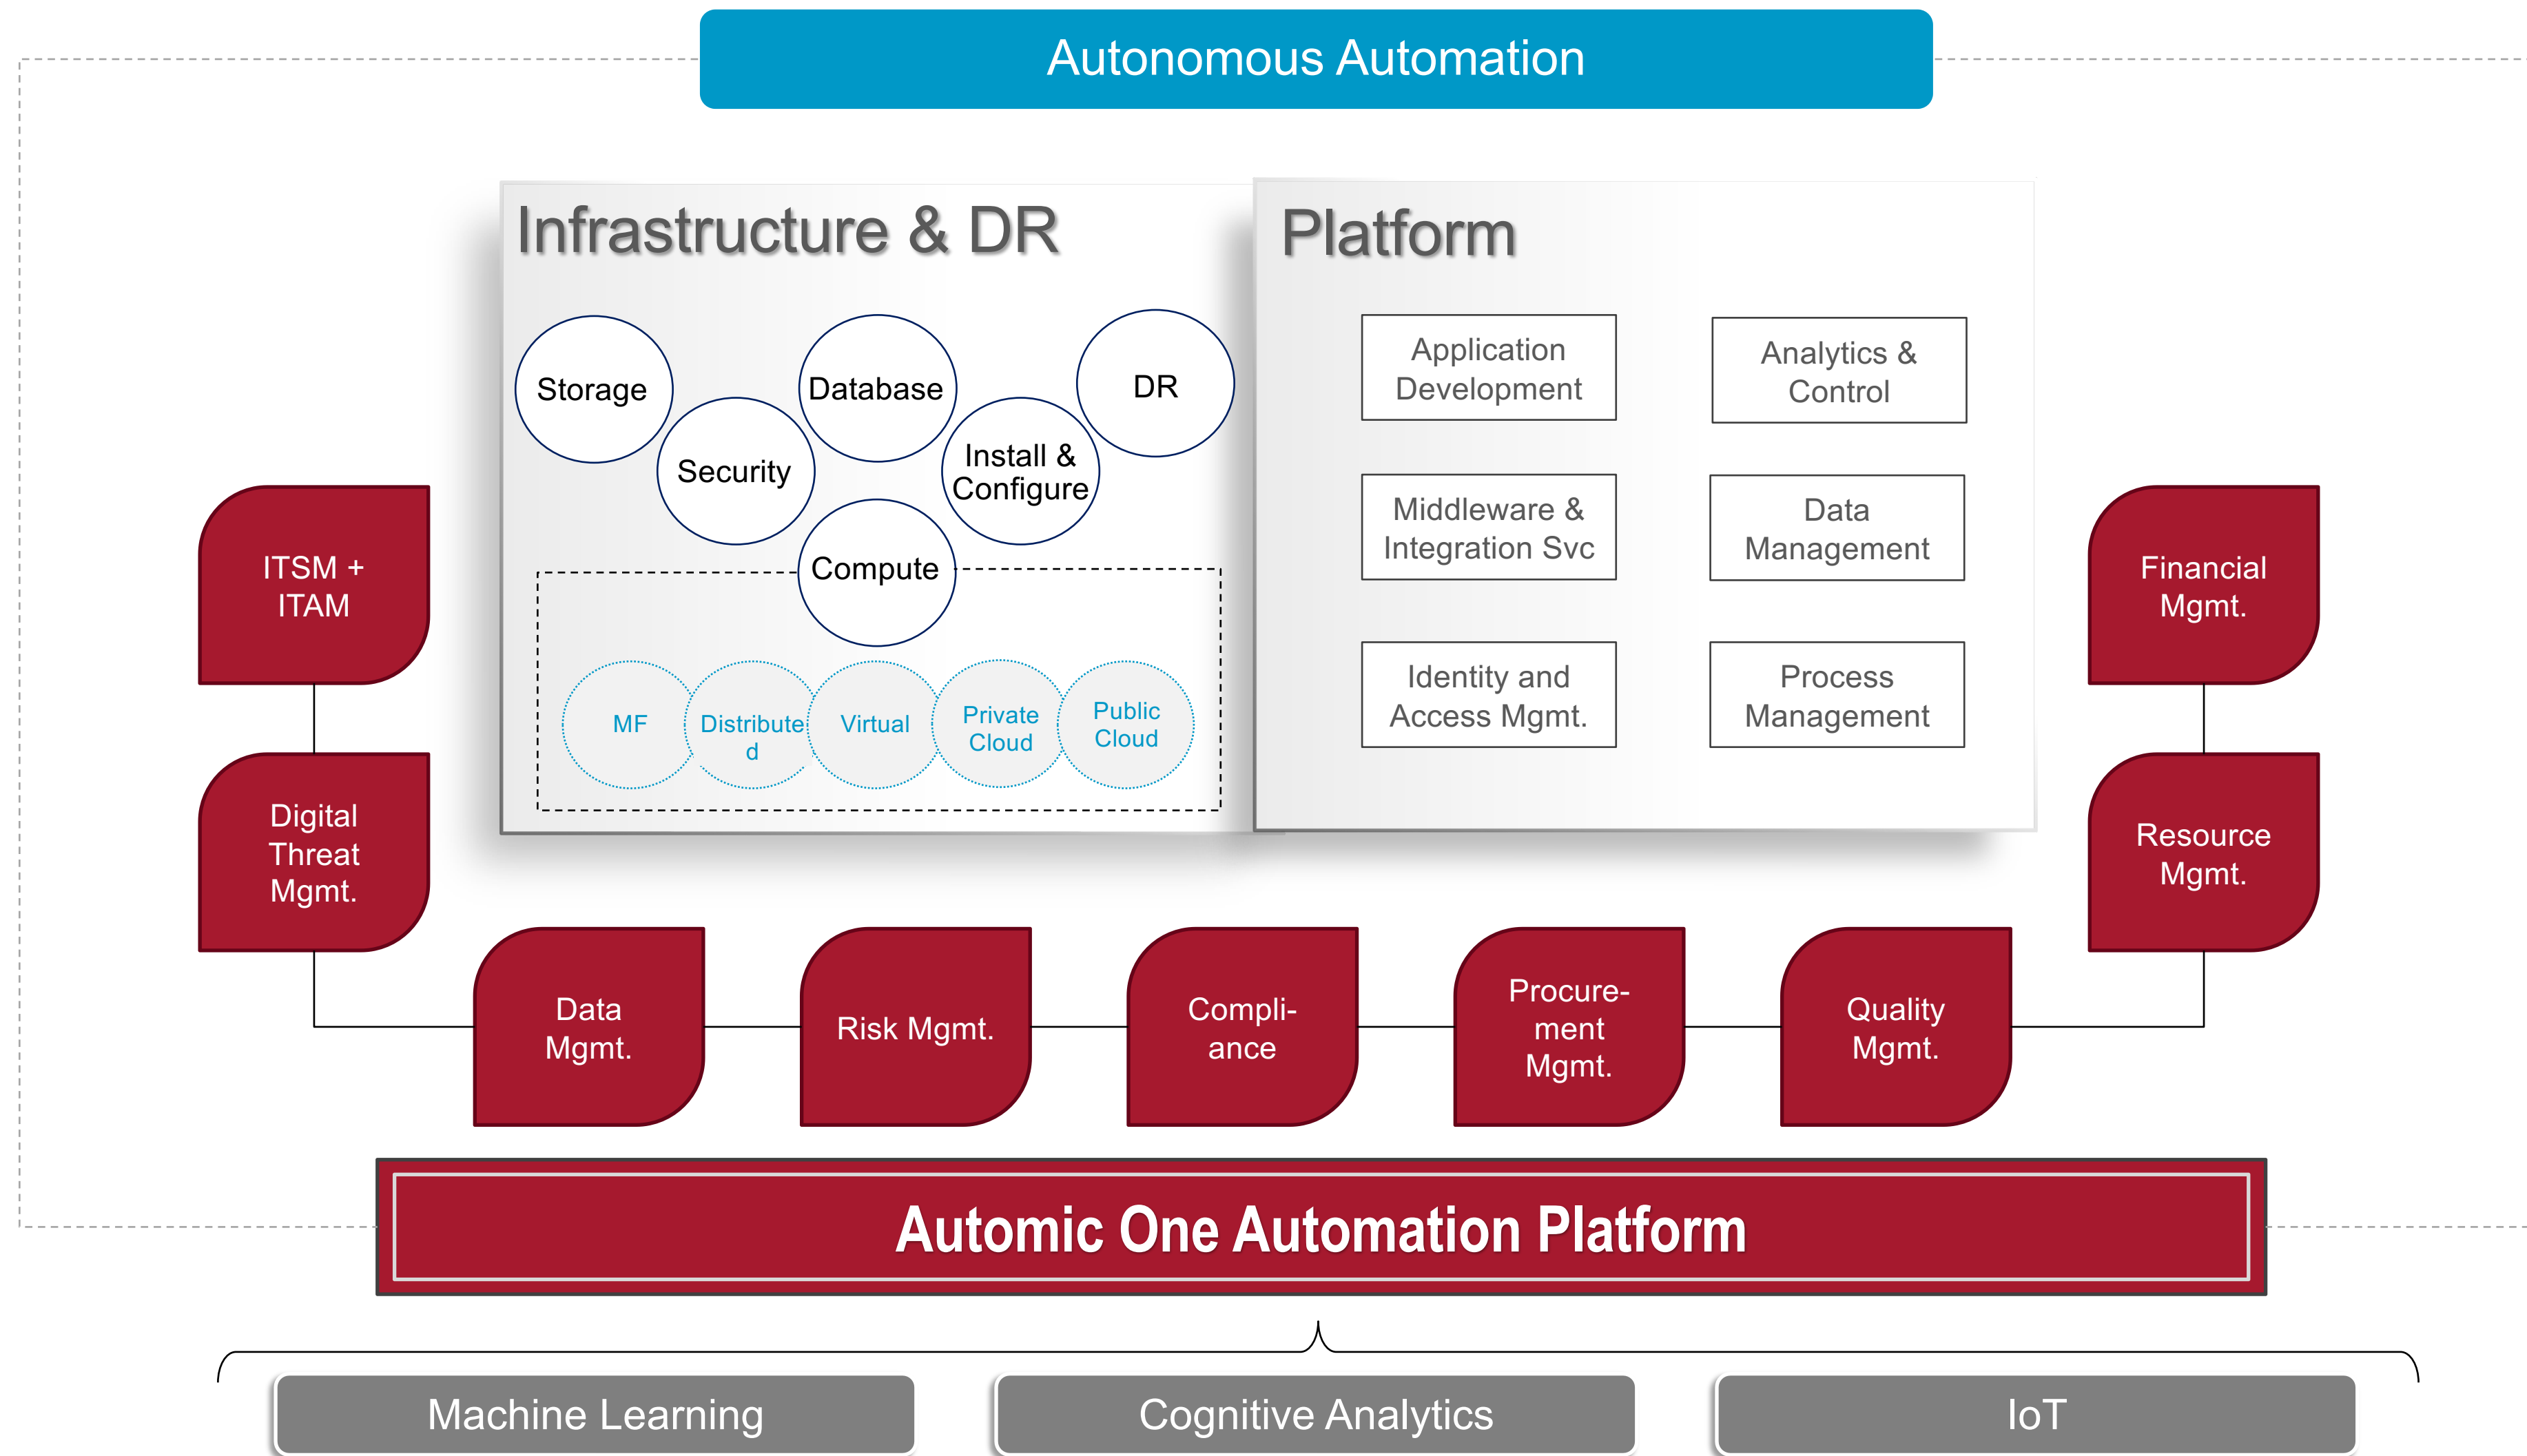 Autonomous Automation
Infrastructure & DR
Storage
Security
Database
Install &
Configure
DR
Compute
MF
Distribute
d
Virtual
Private
Cloud
Public
Cloud
Platform
Application
Development
Analytics &
Control
Middleware &
Integration Svc
Data
Management
Identity and
Access Mgmt.
Process
Management
ITSM +
ITAM
Digital
Threat
Mgmt.
Data
Mgmt.
Risk Mgmt.
Compli-
ance
Procure-
ment
Mgmt.
Quality
Mgmt.
Resource
Mgmt.
Financial
Mgmt.
Automic One Automation Platform
Machine Learning
Cognitive Analytics
IoT